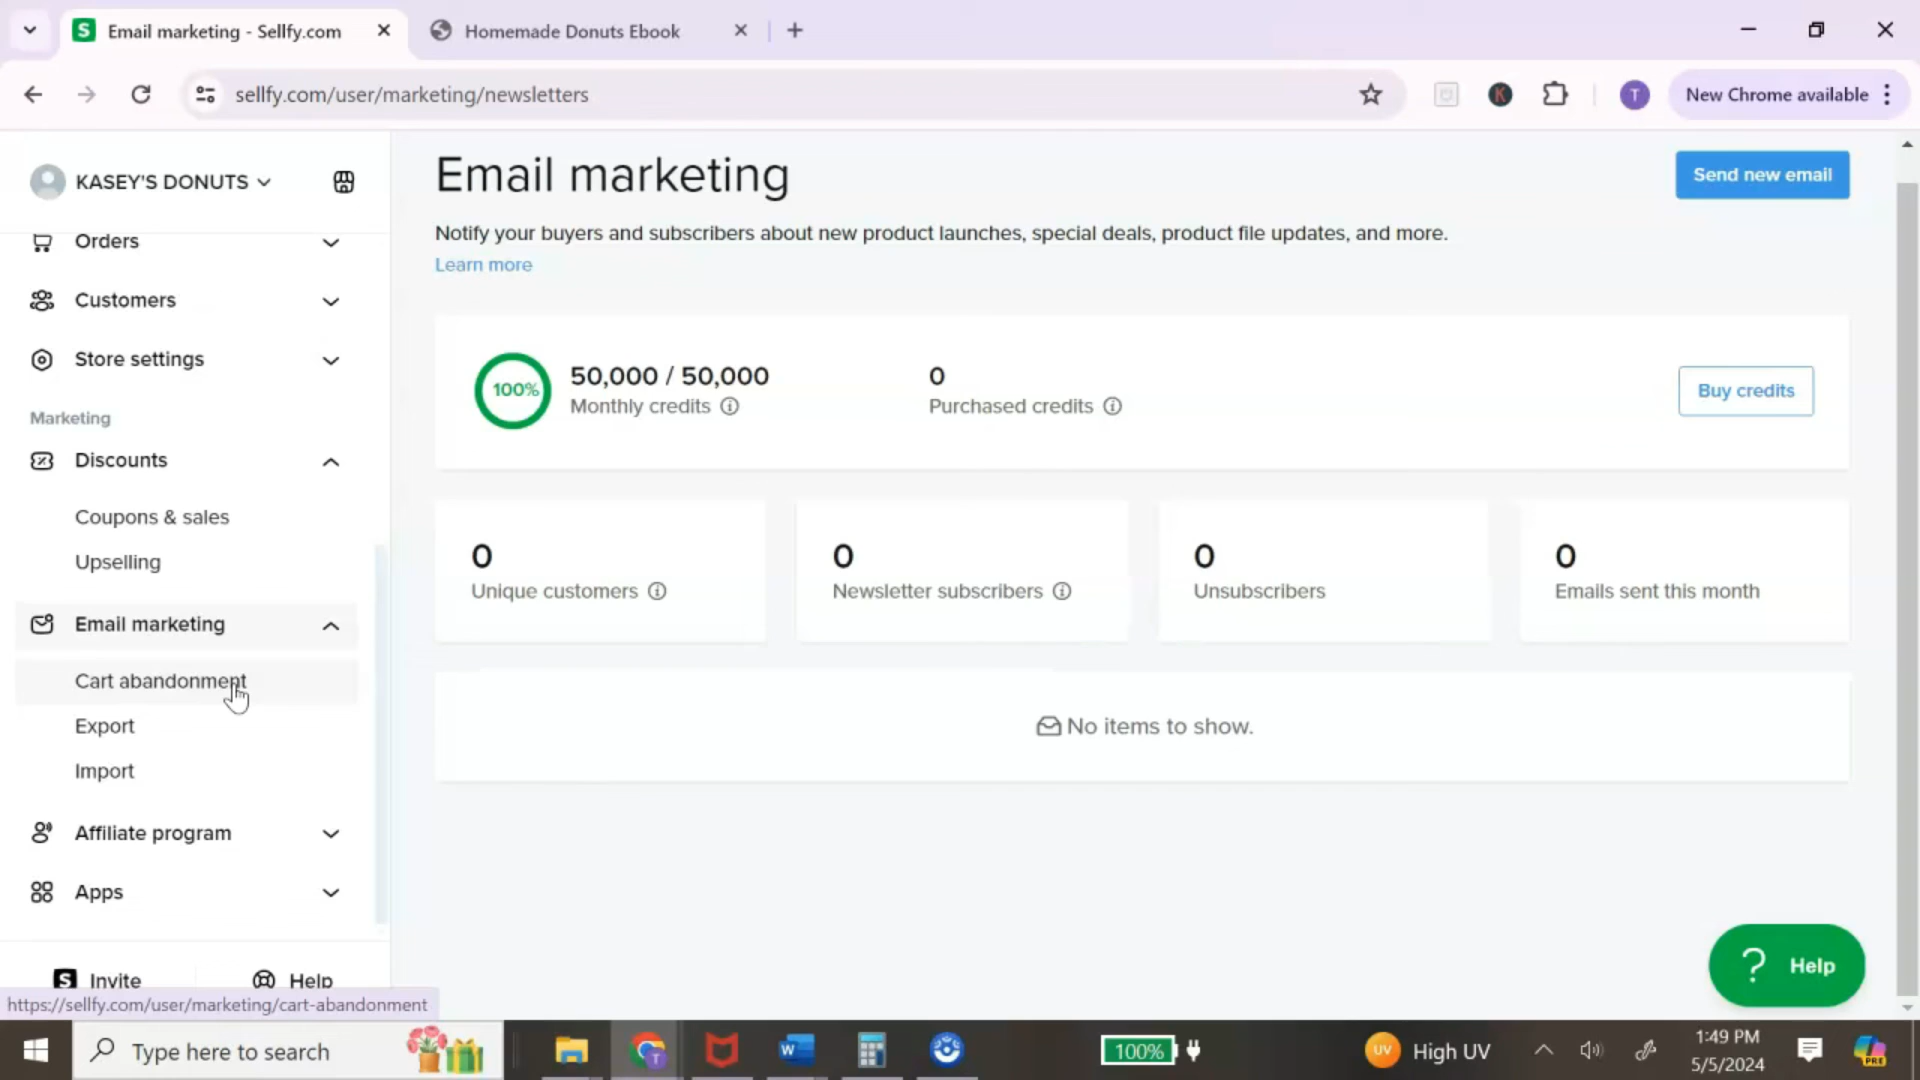 Email marketing - Sellfy.com
Homemade Donuts Ebook
sellfy.com/user/marketing/newsletters
K
T
New Chrome available
KASEY'S DONUTS
Orders
Customers
Store settings
Marketing
Discounts
Coupons & sales
Upselling
Email marketing
Cart abandonment
Export
Import
Affiliate program
Apps
Invite
Help
https://sellfy.com/user/marketing/cart-abandonment
Email marketing
Send new email
Notify your buyers and subscribers about new product launches, special deals, product file updates, and more.
Learn more
100%
50,000 / 50,000
Monthly credits
0
Purchased credits
Buy credits
0
Unique customers
0
Newsletter subscribers
0
Unsubscribers
0
Emails sent this month
No items to show.
? Help
Type here to search
100%
UV
High UV
1:49 PM
5/5/2024
PRE